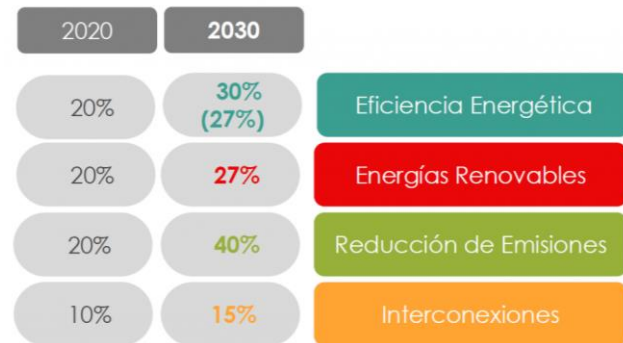 2020 2030
20% 30% Eficiencia Energética
(27%)
20% 27% Energías Renovables
20% 40% Reducción de Emisiones
10% 15% Interconexiones